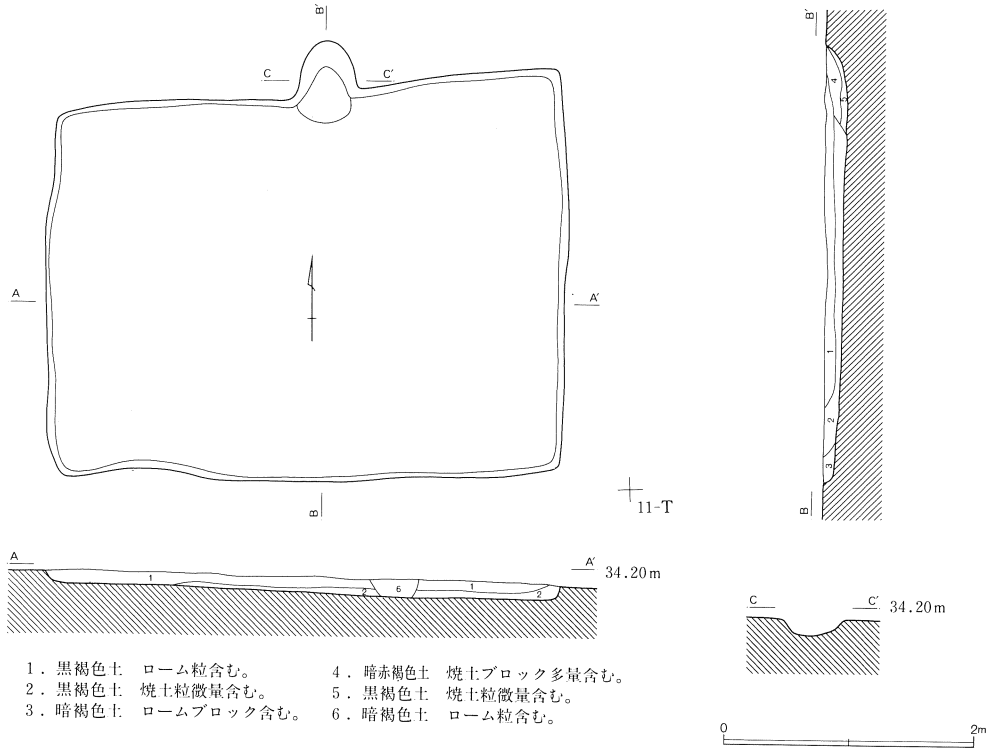 B'
C C'
A A'
B
11-T
B'
4
5
1
2
3
B
A A' 34.20m
1 2 6 1 2
C C' 34.20m
1．黒褐色土　ローム粒含む。
2．黒褐色土　焼土粒微量含む。
3．暗褐色土　ロームブロック含む。
4．暗赤褐色土　焼土ブロック多量含む。
5．黒褐色土　焼土粒微量含む。
6．暗褐色土　ローム粒含む。
0 2m